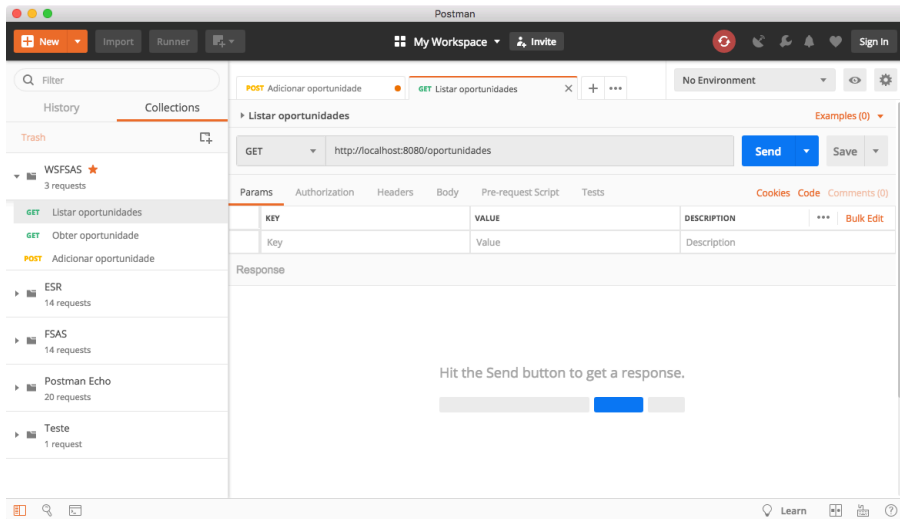 Postman
New Import Runner My Workspace Invite Sign In
Filter
History Collections
Trash
WSFSAS
3 requests
GET Listar oportunidades
GET Obter oportunidade
POST Adicionar oportunidade
ESR
14 requests
FSAS
14 requests
Postman Echo
20 requests
Teste
1 request
POST Adicionar oportunidade GET Listar oportunidades No Environment
Listar oportunidades Examples (0)
GET http://localhost:8080/oportunidades Send Save
Params Authorization Headers Body Pre-request Script Tests Cookies Code Comments (0)
KEY VALUE DESCRIPTION Bulk Edit
Key Value Description
Response
Hit the Send button to get a response.
Learn